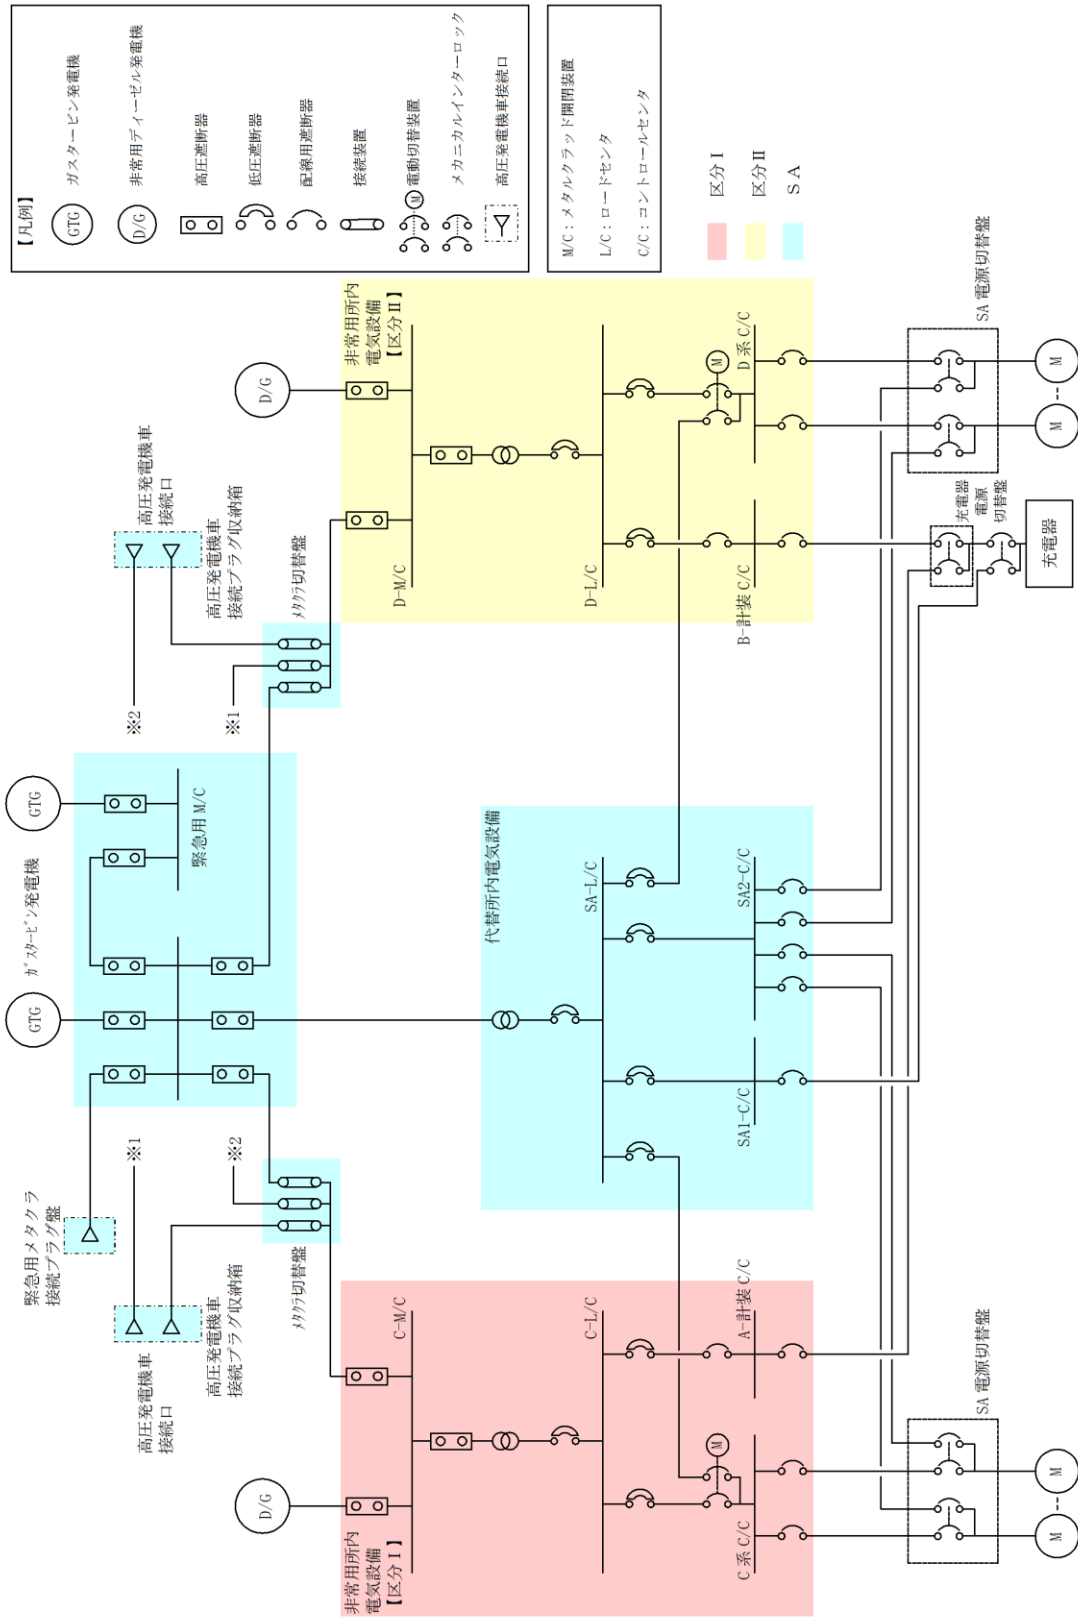 【凡例】
GTG
ガスタービン発電機
D/G
非常用ディーゼル発電機
高圧遮断器
低圧遮断器
配線用遮断器
接続装置
M
電動切替装置
メカニカルインターロック
高圧発電機車接続口
M/C：メタルクラッド開閉装置
L/C：ロードセンタ
C/C：コントロールセンタ
区分Ⅰ
区分Ⅱ
ＳＡ
緊急用メタクラ
接続プラグ盤
GTG
ｶﾞｽﾀｰﾋﾞﾝ発電機
GTG
緊急用 M/C
高圧発電機車
接続口
※1
※2
高圧発電機車
接続プラグ収納箱
ﾒﾀｸﾗ切替盤
高圧発電機車
接続口
※2
※1
高圧発電機車
接続プラグ収納箱
ﾒﾀｸﾗ切替盤
D/G
非常用所内
電気設備
【区分Ⅰ】
C-M/C
C-L/C
M
C 系 C/C
A-計装 C/C
代替所内電気設備
SA-L/C
SA1-C/C
SA2-C/C
D/G
非常用所内
電気設備
【区分Ⅱ】
D-M/C
D-L/C
M
B-計装 C/C
D 系 C/C
SA 電源切替盤
M
M
充電器
電源
切替盤
充電器
SA 電源切替盤
M
M